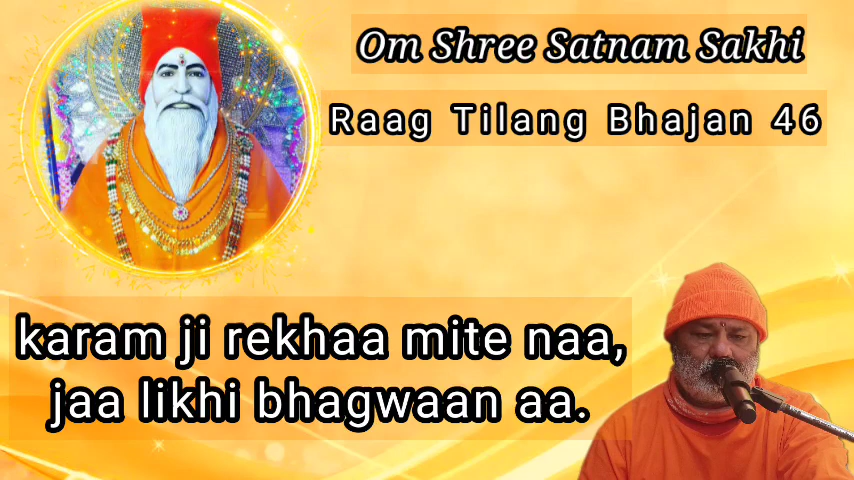 Om Shree Satnam Sakhi
Raag Tilang Bhajan 46
karam ji rekhaa mite naa,
jaa likhi bhagwaan aa.